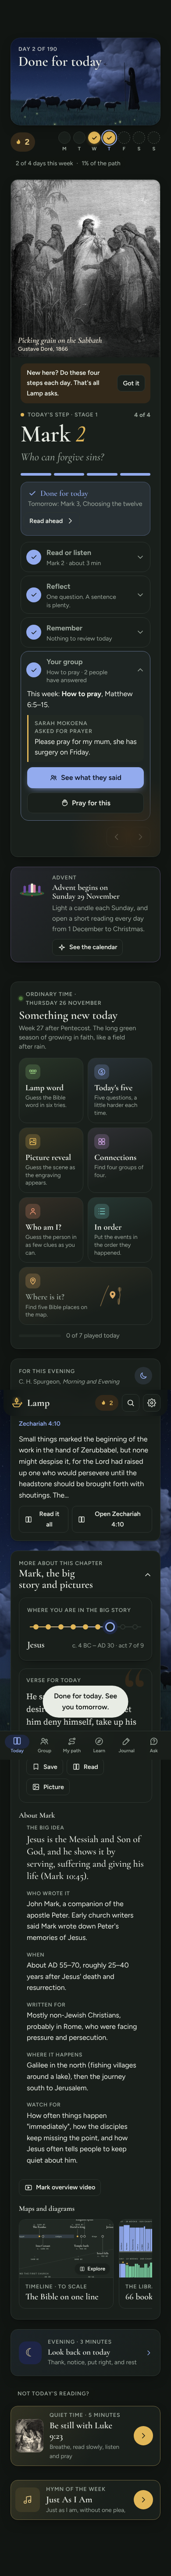 DAY 2 OF 190
Done for today
2
M T W T F S S
2 of 4 days this week · 1% of the path
Picking grain on the Sabbath
Gustave Doré, 1866
New here? Do these four
steps each day. That's all
Lamp asks.
Got it
TODAY'S STEP · STAGE 1
4 of 4
Mark 2
Who can forgive sins?
Done for today
Tomorrow: Mark 3, Choosing the twelve
Read ahead
Read or listen
Mark 2 · about 3 min
Reflect
One question. A sentence
is plenty.
Remember
Nothing to review today
Your group
How to pray · 2 people
have answered
This week: How to pray, Matthew
6:5–15.
SARAH MOKOENA
ASKED FOR PRAYER
Please pray for my mum, she has
surgery on Friday.
See what they said
Pray for this
ADVENT
Advent begins on
Sunday 29 November
Light a candle each Sunday, and
open a short reading every day
from 1 December to Christmas.
See the calendar
ORDINARY TIME ·
THURSDAY 26 NOVEMBER
Something new today
Week 27 after Pentecost. The long green
season of growing in faith, like a field
after rain.
Lamp word
Guess the Bible
word in six tries.
Today's five
Five questions, a
little harder each
time.
Picture reveal
Guess the scene as
the engraving
appears.
Connections
Find four groups of
four.
Who am I?
Guess the person in
as few clues as you
can.
In order
Put the events in
the order they
happened.
Where is it?
Find five Bible places on
the map.
0 of 7 played today
FOR THIS EVENING
C. H. Spurgeon, Morning and Evening
Lamp
2
Zechariah 4:10
Small things marked the beginning of the
work in the hand of Zerubbabel, but none
might despise it, for the Lord had raised
up one who would persevere until the
headstone should be brought forth with
shoutings. The...
Read it
all
Open Zechariah
4:10
MORE ABOUT THIS CHAPTER
Mark, the big
story and pictures
WHERE YOU ARE IN THE BIG STORY
Jesus
c. 4 BC – AD 30 · act 7 of 9
VERSE FOR TODAY
He s
desir
him deny himself, take up his
Done for today. See
you tomorrow.
Today
Group
My path
Learn
Journal
Ask
Save
Read
Picture
About Mark
THE BIG IDEA
Jesus is the Messiah and Son of
God, and he shows it by
serving, suffering and giving his
life (Mark 10:45).
WHO WROTE IT
John Mark, a companion of the
apostle Peter. Early church writers
said Mark wrote down Peter's
memories of Jesus.
WHEN
About AD 55–70, roughly 25–40
years after Jesus' death and
resurrection.
WRITTEN FOR
Mostly non-Jewish Christians,
probably in Rome, who were facing
pressure and persecution.
WHERE IT HAPPENS
Galilee in the north (fishing villages
around a lake), then the journey
south to Jerusalem.
WATCH FOR
How often things happen
"immediately", how the disciples
keep missing the point, and how
Jesus often tells people to keep
quiet about him.
Mark overview video
Maps and diagrams
Explore
TIMELINE · TO SCALE
The Bible on one line
THE LIBR
66 book
EVENING · 3 MINUTES
Look back on today
Thank, notice, put right, and rest
NOT TODAY'S READING?
QUIET TIME · 5 MINUTES
Be still with Luke
9:23
Breathe, read slowly, listen
and pray
HYMN OF THE WEEK
Just As I Am
Just as I am, without one plea,